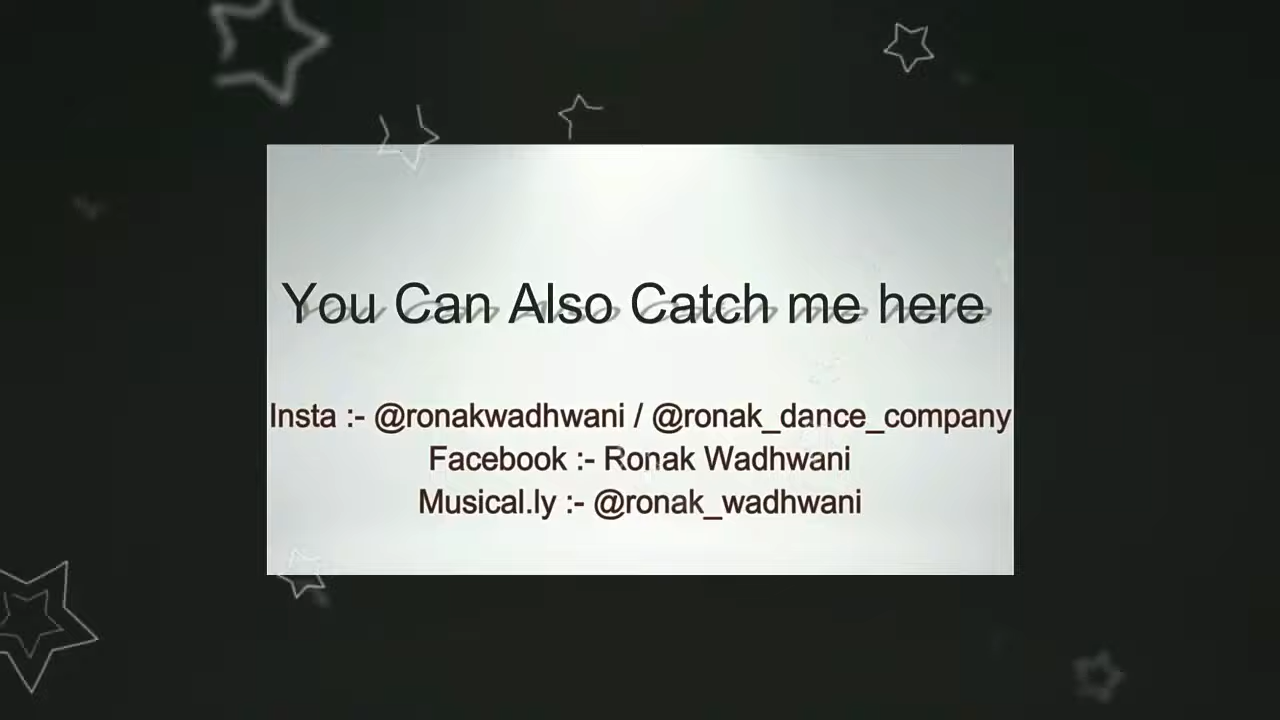 You Can Also Catch me here
Insta :- @ronakwadhwani / @ronak_dance_company
Facebook :- Ronak Wadhwani
Musical.ly :- @ronak_wadhwani